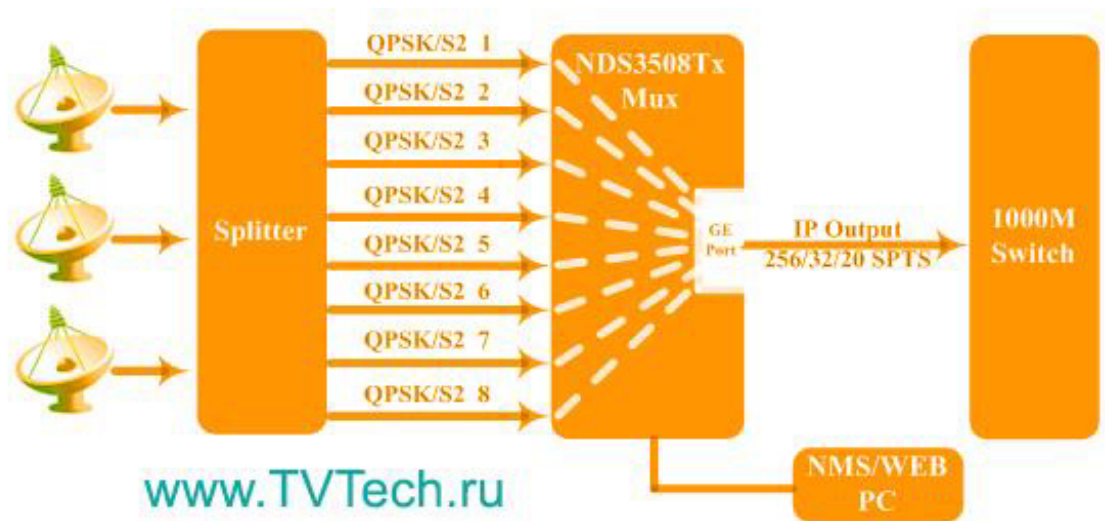 QPSK/S2 1
QPSK/S2 2
QPSK/S2 3
QPSK/S2 4
QPSK/S2 5
QPSK/S2 6
QPSK/S2 7
QPSK/S2 8
Splitter
NDS3508Tx
Mux
GE
Port
IP Output
256/32/20 SPTS
1000M
Switch
NMS/WEB
PC
www.TVTech.ru